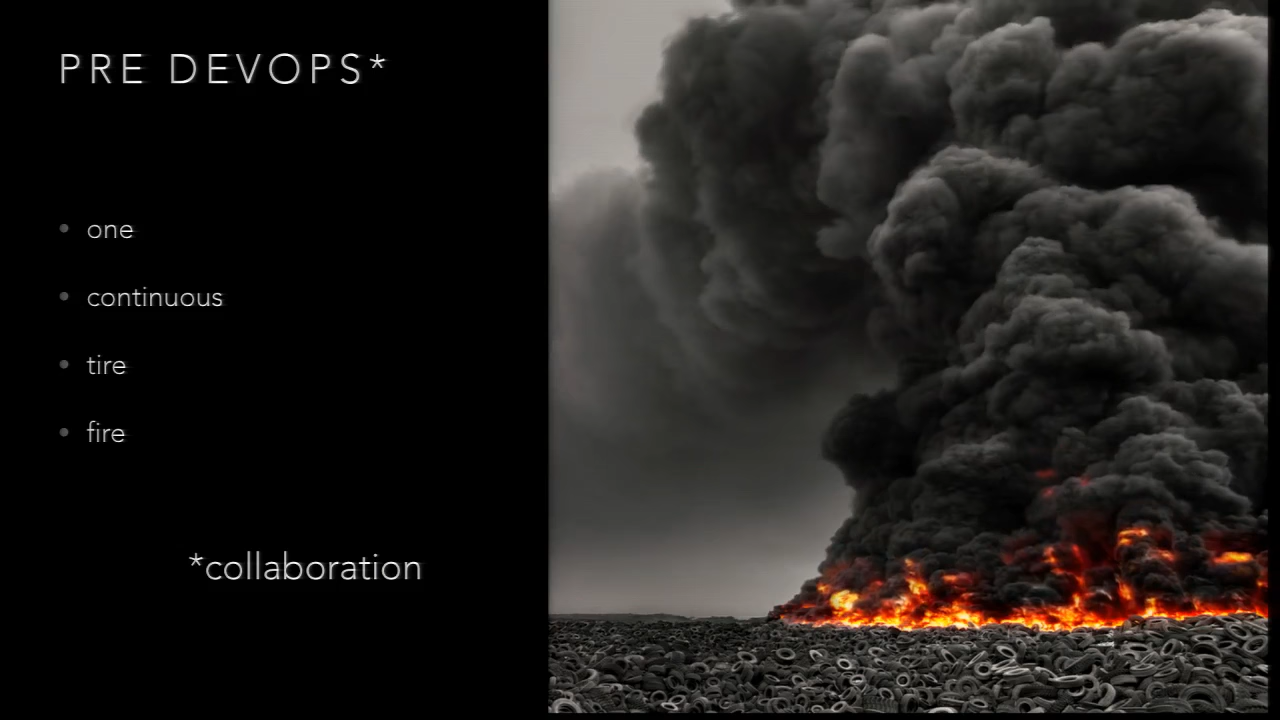 PRE DEVOPS*
• one
• continuous
• tire
• fire
*collaboration